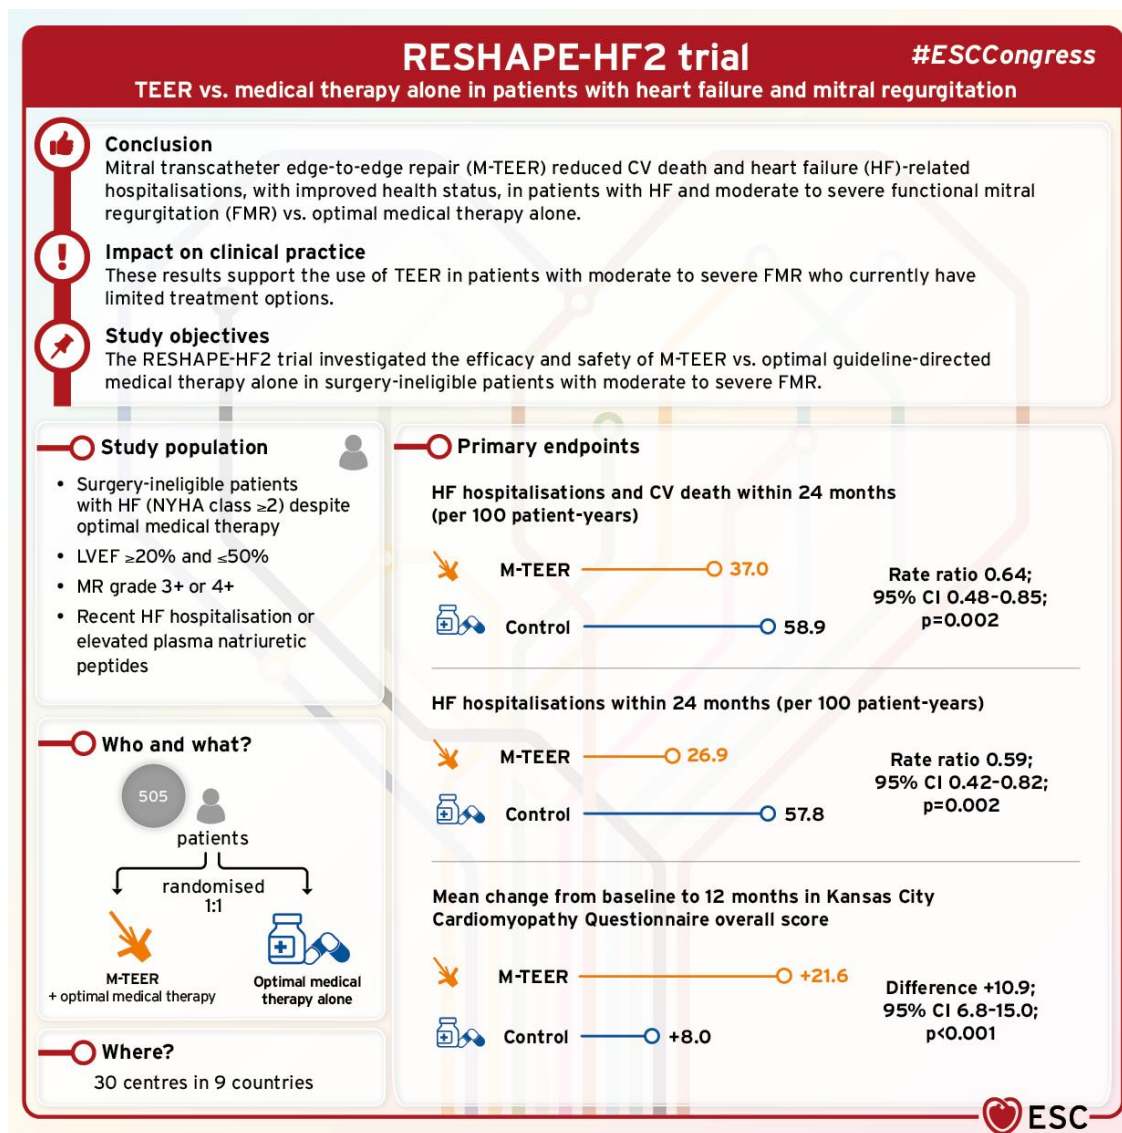 RESHAPE-HF2 trial
#ESCCongress
TEER vs. medical therapy alone in patients with heart failure and mitral regurgitation
Conclusion
Mitral transcatheter edge-to-edge repair (M-TEER) reduced CV death and heart failure (HF)-related
hospitalisations, with improved health status, in patients with HF and moderate to severe functional mitral
regurgitation (FMR) vs. optimal medical therapy alone.
Impact on clinical practice
These results support the use of TEER in patients with moderate to severe FMR who currently have
limited treatment options.
Study objectives
The RESHAPE-HF2 trial investigated the efficacy and safety of M-TEER vs. optimal guideline-directed
medical therapy alone in surgery-ineligible patients with moderate to severe FMR.
Study population
• Surgery-ineligible patients
with HF (NYHA class ≥2) despite
optimal medical therapy
• LVEF ≥20% and ≤50%
• MR grade 3+ or 4+
• Recent HF hospitalisation or
elevated plasma natriuretic
peptides
Who and what?
505
patients
randomised
1:1
M-TEER
+ optimal medical therapy
Optimal medical
therapy alone
Where?
30 centres in 9 countries
Primary endpoints
HF hospitalisations and CV death within 24 months
(per 100 patient-years)
M-TEER 37.0
Control 58.9
Rate ratio 0.64;
95% CI 0.48-0.85;
p=0.002
HF hospitalisations within 24 months (per 100 patient-years)
M-TEER 26.9
Control 57.8
Rate ratio 0.59;
95% CI 0.42-0.82;
p=0.002
Mean change from baseline to 12 months in Kansas City
Cardiomyopathy Questionnaire overall score
M-TEER +21.6
Control +8.0
Difference +10.9;
95% CI 6.8-15.0;
p<0.001
ESC